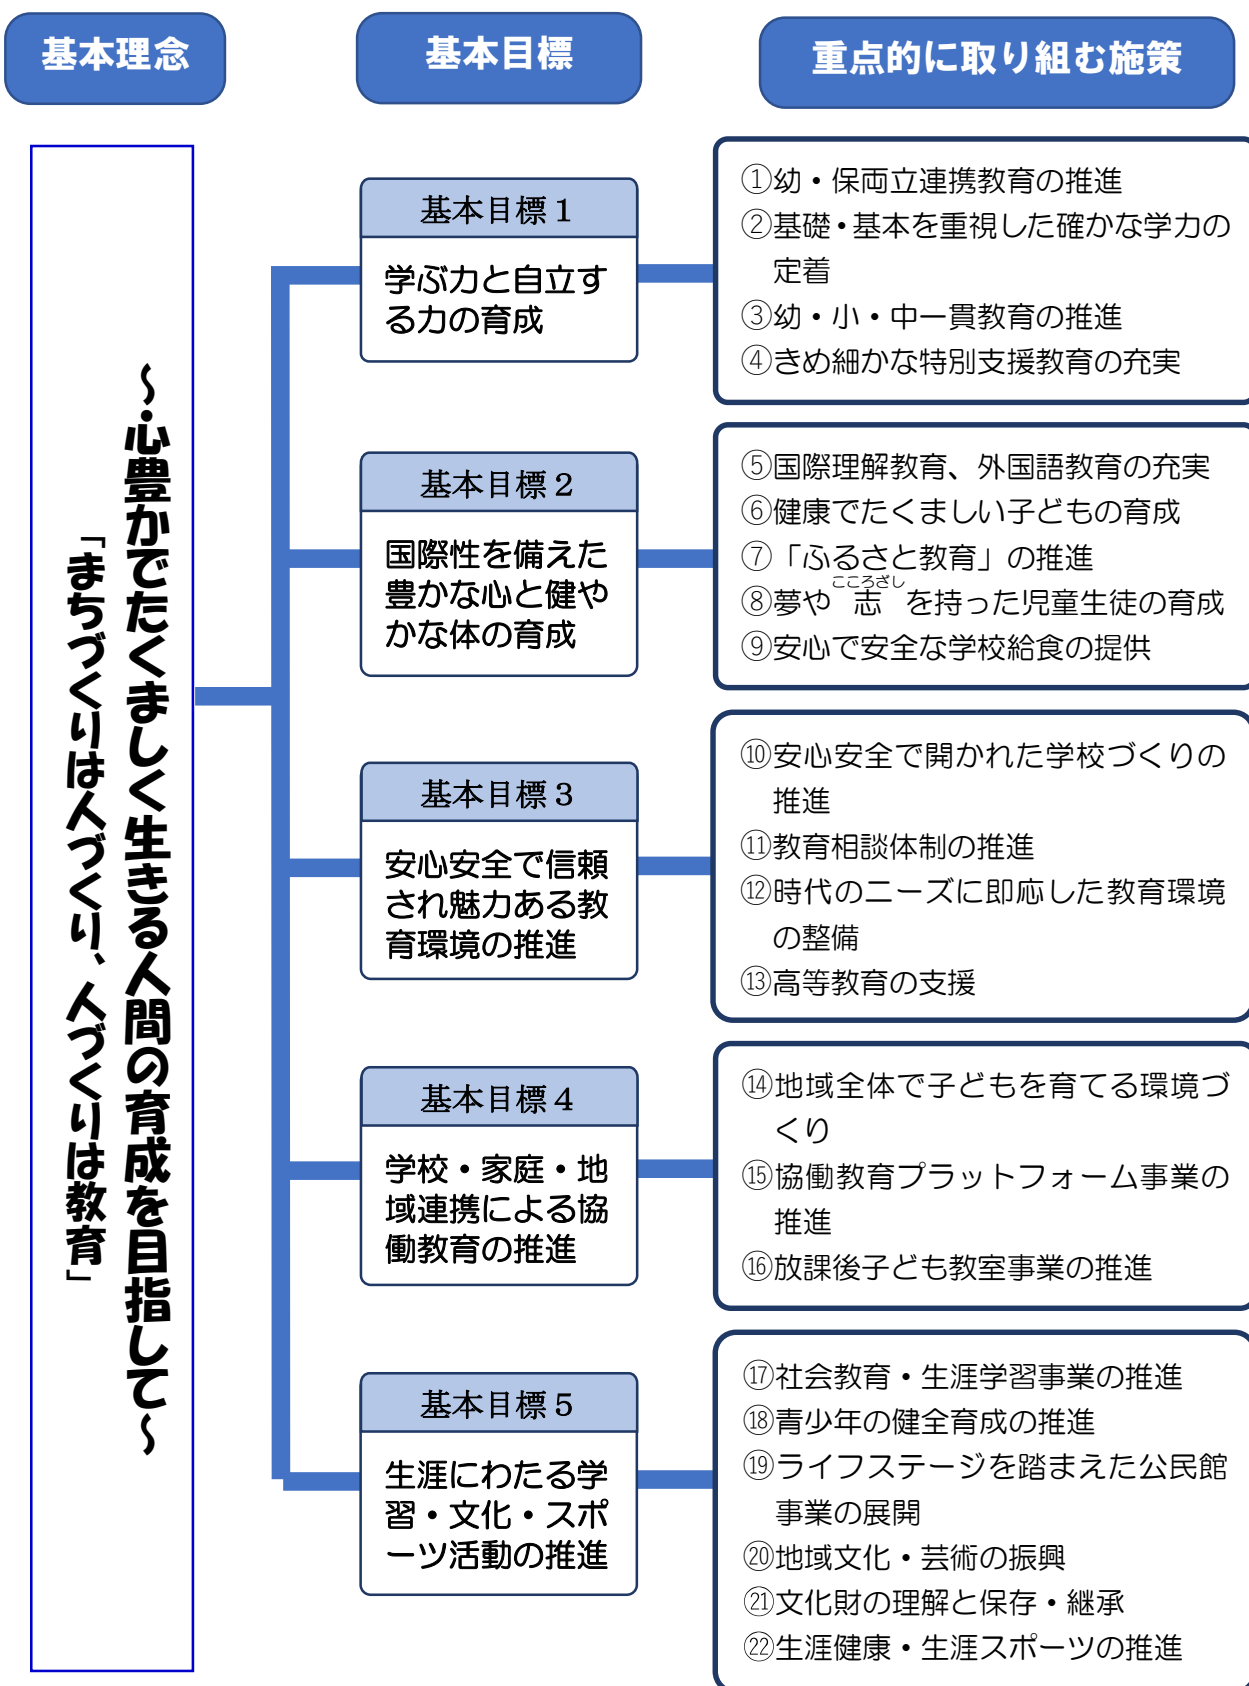 基本理念
基本目標
重点的に取り組む施策
～心豊かでたくましく生きる人間の育成を目指して～
「まちづくりは人づくり、人づくりは教育」
基本目標１
学ぶ力と自立す
る力の育成
①幼・保両立連携教育の推進
②基礎・基本を重視した確かな学力の
定着
③幼・小・中一貫教育の推進
④きめ細かな特別支援教育の充実
基本目標２
国際性を備えた
豊かな心と健や
かな体の育成
⑤国際理解教育、外国語教育の充実
⑥健康でたくましい子どもの育成
⑦「ふるさと教育」の推進
こころざし
⑧夢や志を持った児童生徒の育成
⑨安心で安全な学校給食の提供
基本目標３
安心安全で信頼
され魅力ある教
育環境の推進
⑩安心安全で開かれた学校づくりの
推進
⑪教育相談体制の推進
⑫時代のニーズに即応した教育環境
の整備
⑬高等教育の支援
基本目標４
学校・家庭・地
域連携による協
働教育の推進
⑭地域全体で子どもを育てる環境づ
くり
⑮協働教育プラットフォーム事業の
推進
⑯放課後子ども教室事業の推進
基本目標５
生涯にわたる学
習・文化・スポ
ーツ活動の推進
⑰社会教育・生涯学習事業の推進
⑱青少年の健全育成の推進
⑲ライフステージを踏まえた公民館
事業の展開
⑳地域文化・芸術の振興
㉑文化財の理解と保存・継承
㉒生涯健康・生涯スポーツの推進